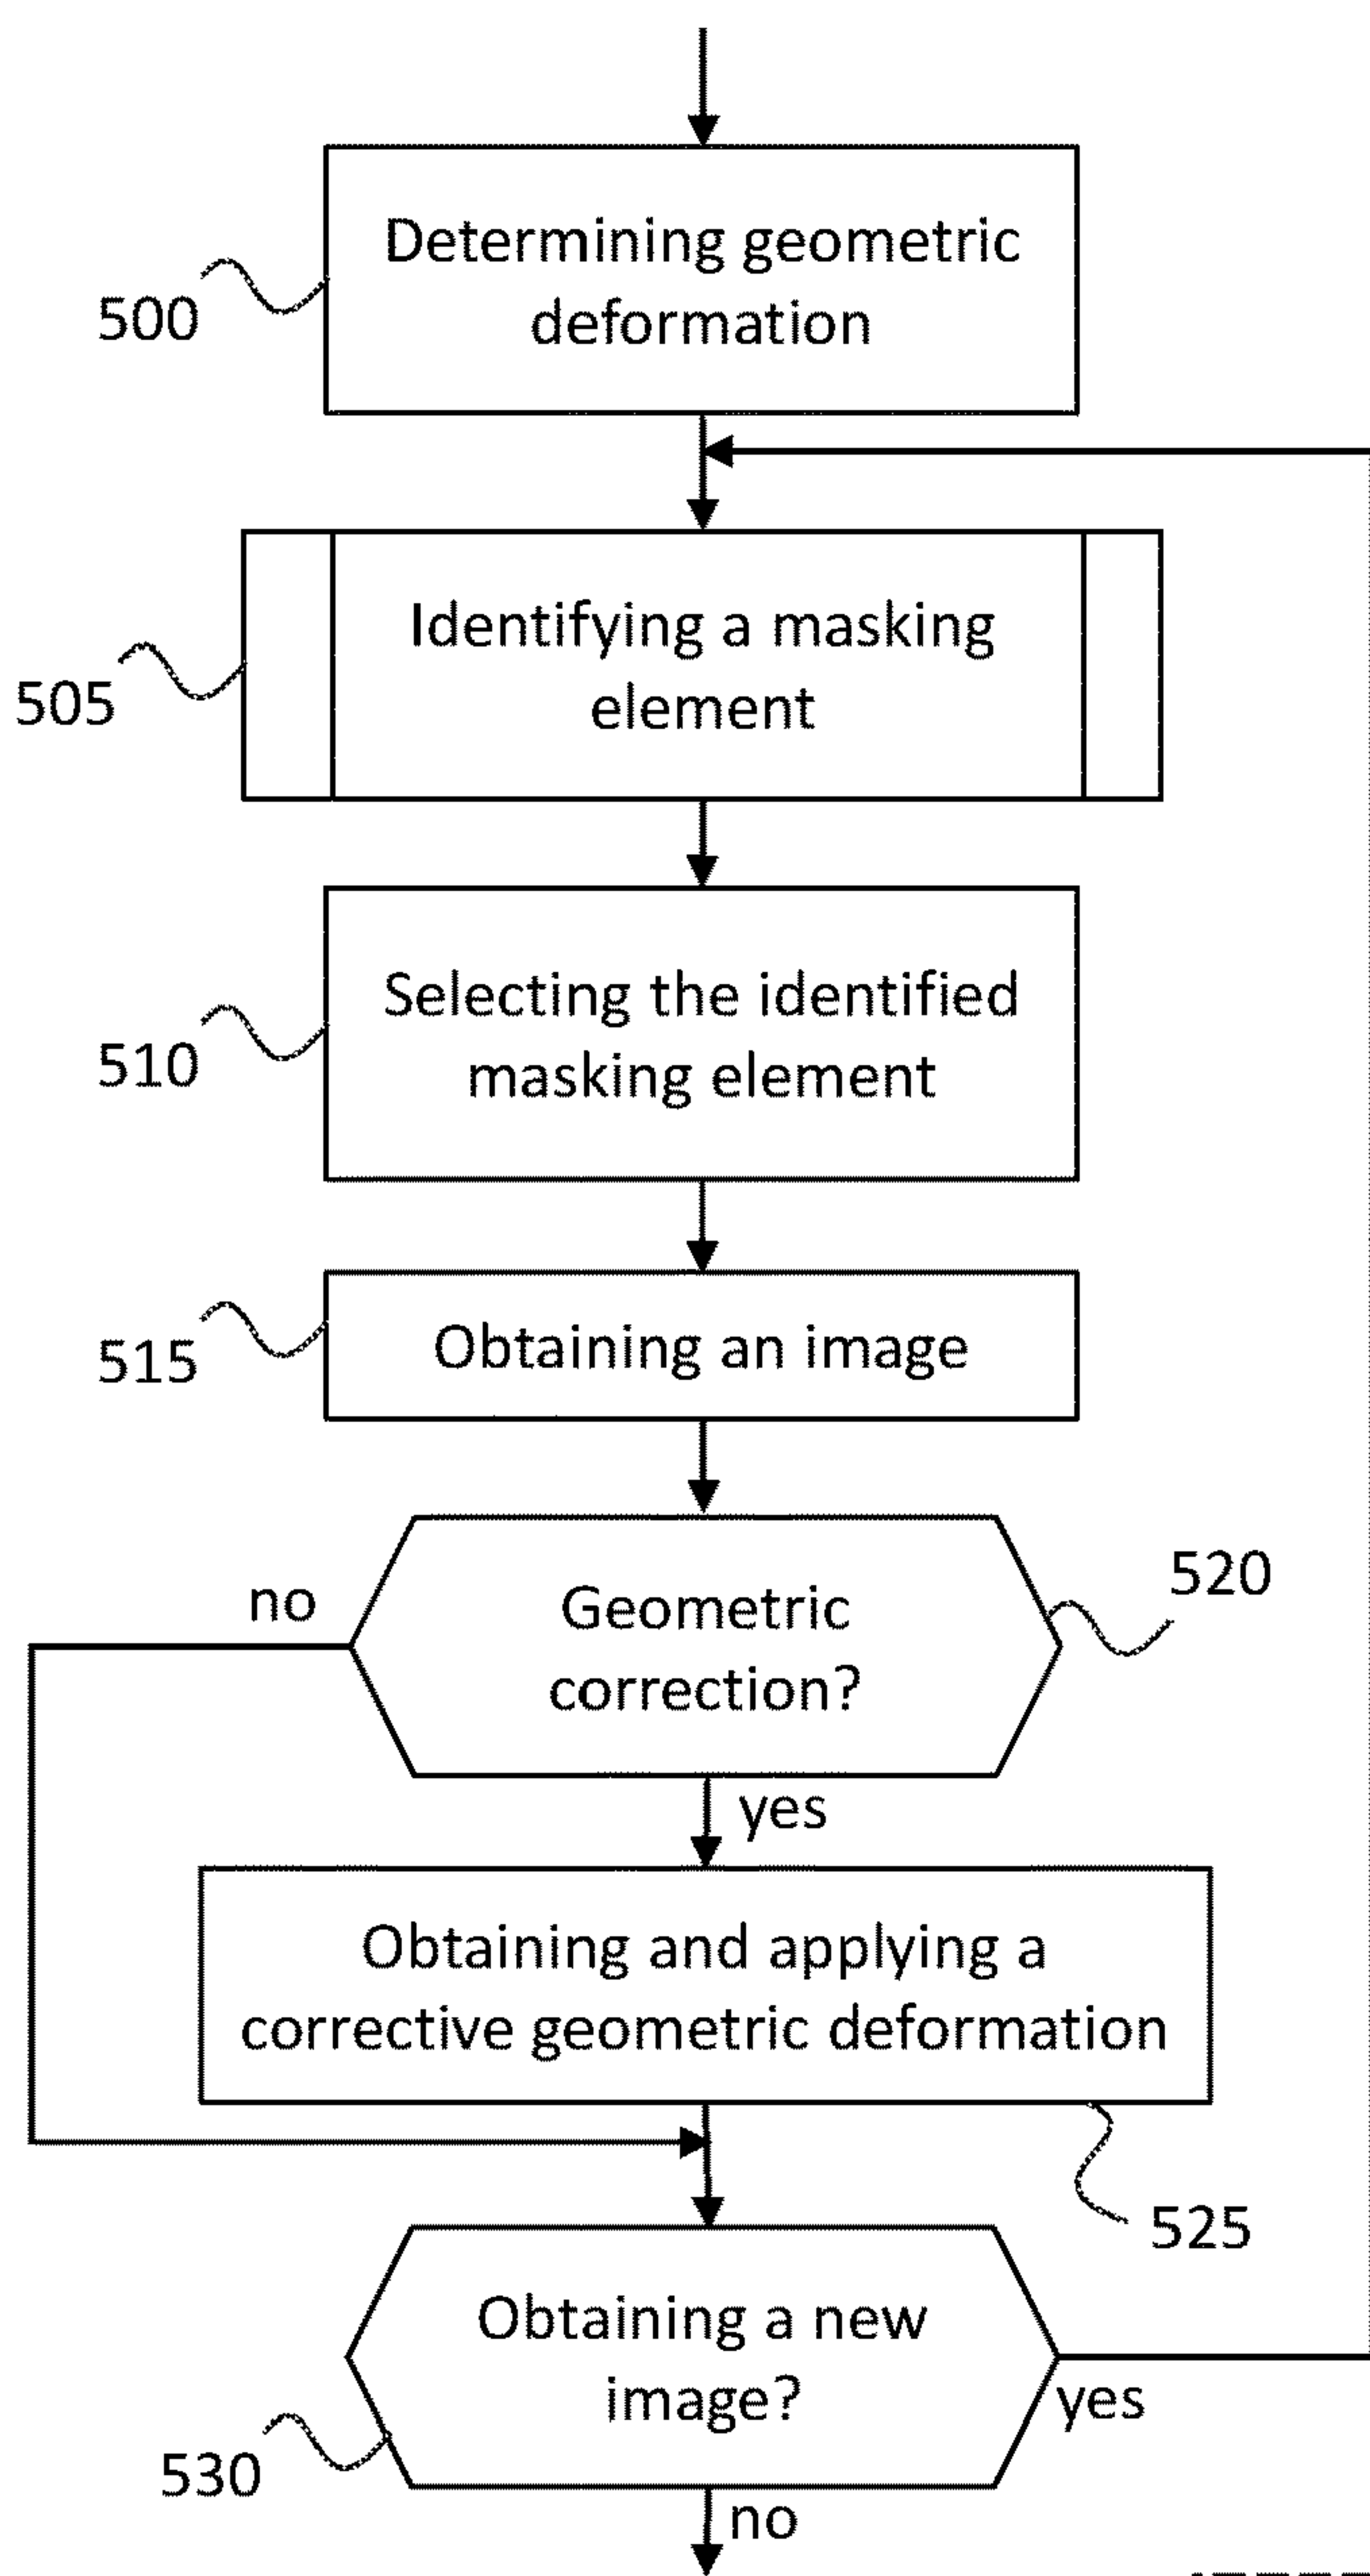 Determining geometric
deformation
500
Identifying a masking
element
505
Selecting the identified
masking element
510
Obtaining an image
515
Geometric
correction?
520
no
yes
Obtaining and applying a
corrective geometric deformation
525
Obtaining a new
image?
yes
530
no